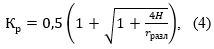 Кр = 0,5 (1 + √(1 + 4H/rразл)), (4)